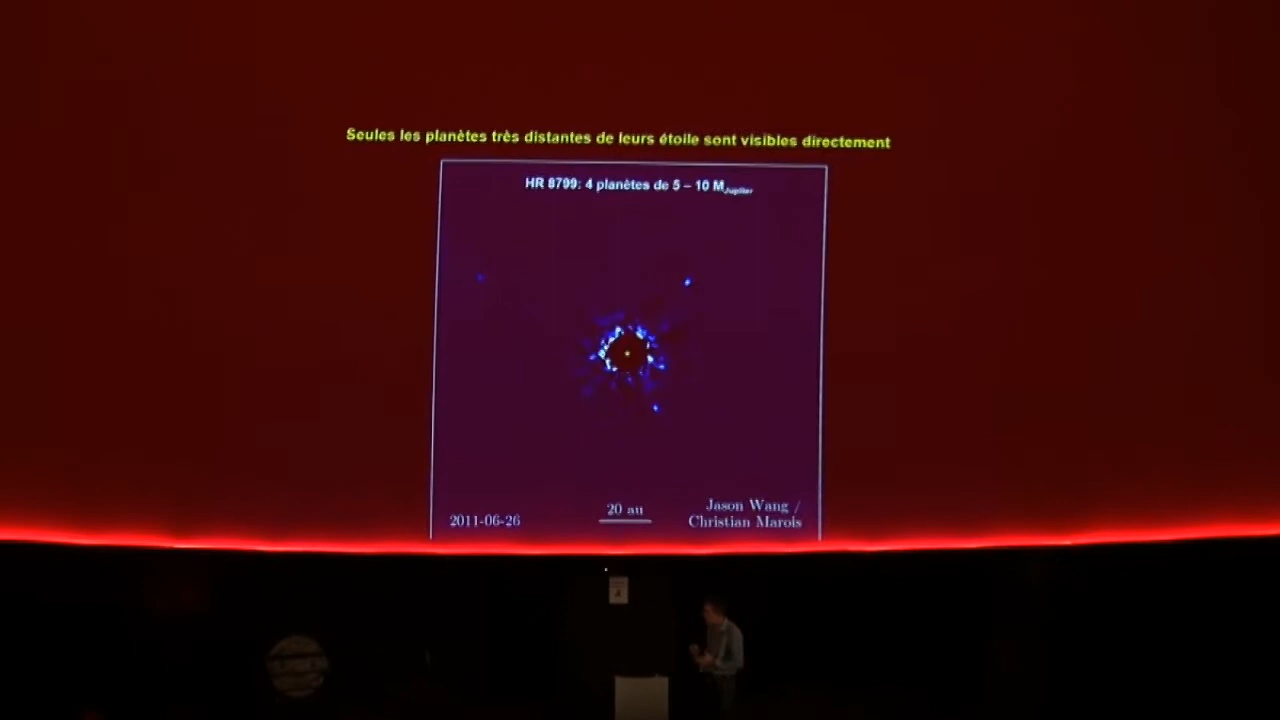 Seules les planètes très distantes de leurs étoile sont visibles directement
HR 8799: 4 planètes de 5 – 10 MJupiter
20 au
Jason Wang /
2011-06-26
Christian Marois